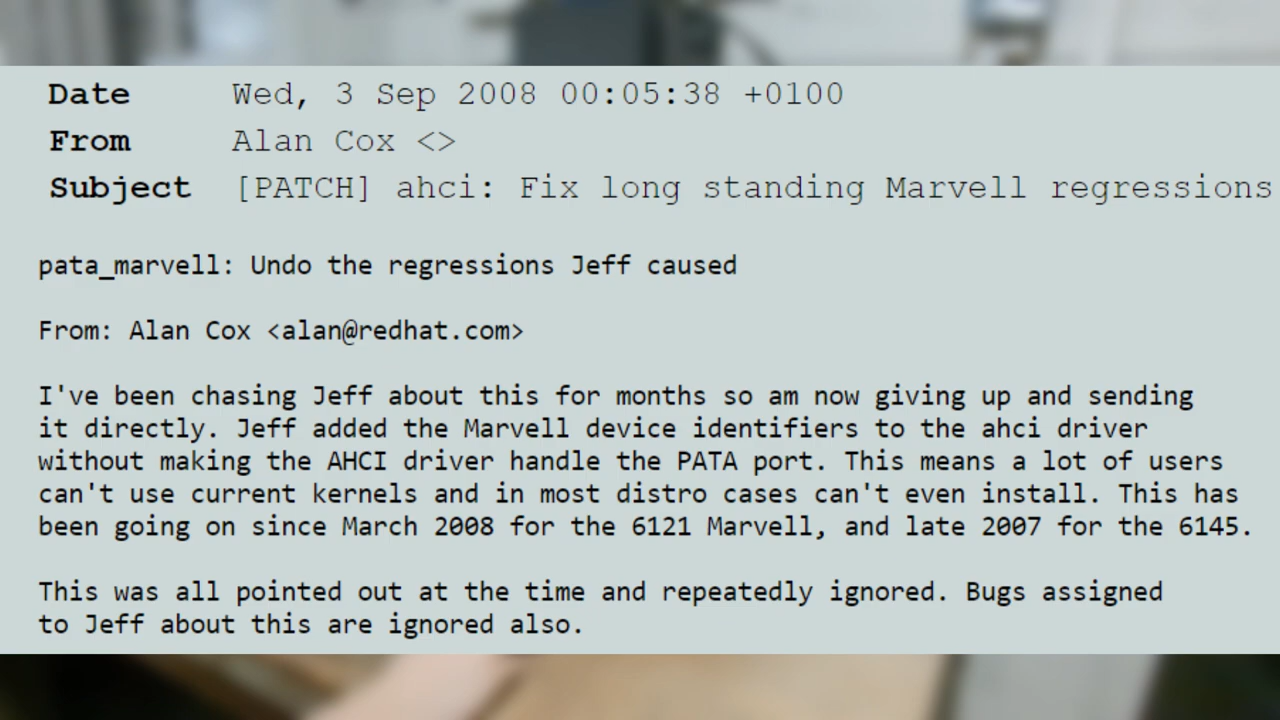 Date Wed, 3 Sep 2008 00:05:38 +0100
From Alan Cox <>
Subject [PATCH] ahci: Fix long standing Marvell regressions
pata_marvell: Undo the regressions Jeff caused
From: Alan Cox <alan@redhat.com>
I've been chasing Jeff about this for months so am now giving up and sending
it directly. Jeff added the Marvell device identifiers to the ahci driver
without making the AHCI driver handle the PATA port. This means a lot of users
can't use current kernels and in most distro cases can't even install. This has
been going on since March 2008 for the 6121 Marvell, and late 2007 for the 6145.
This was all pointed out at the time and repeatedly ignored. Bugs assigned
to Jeff about this are ignored also.